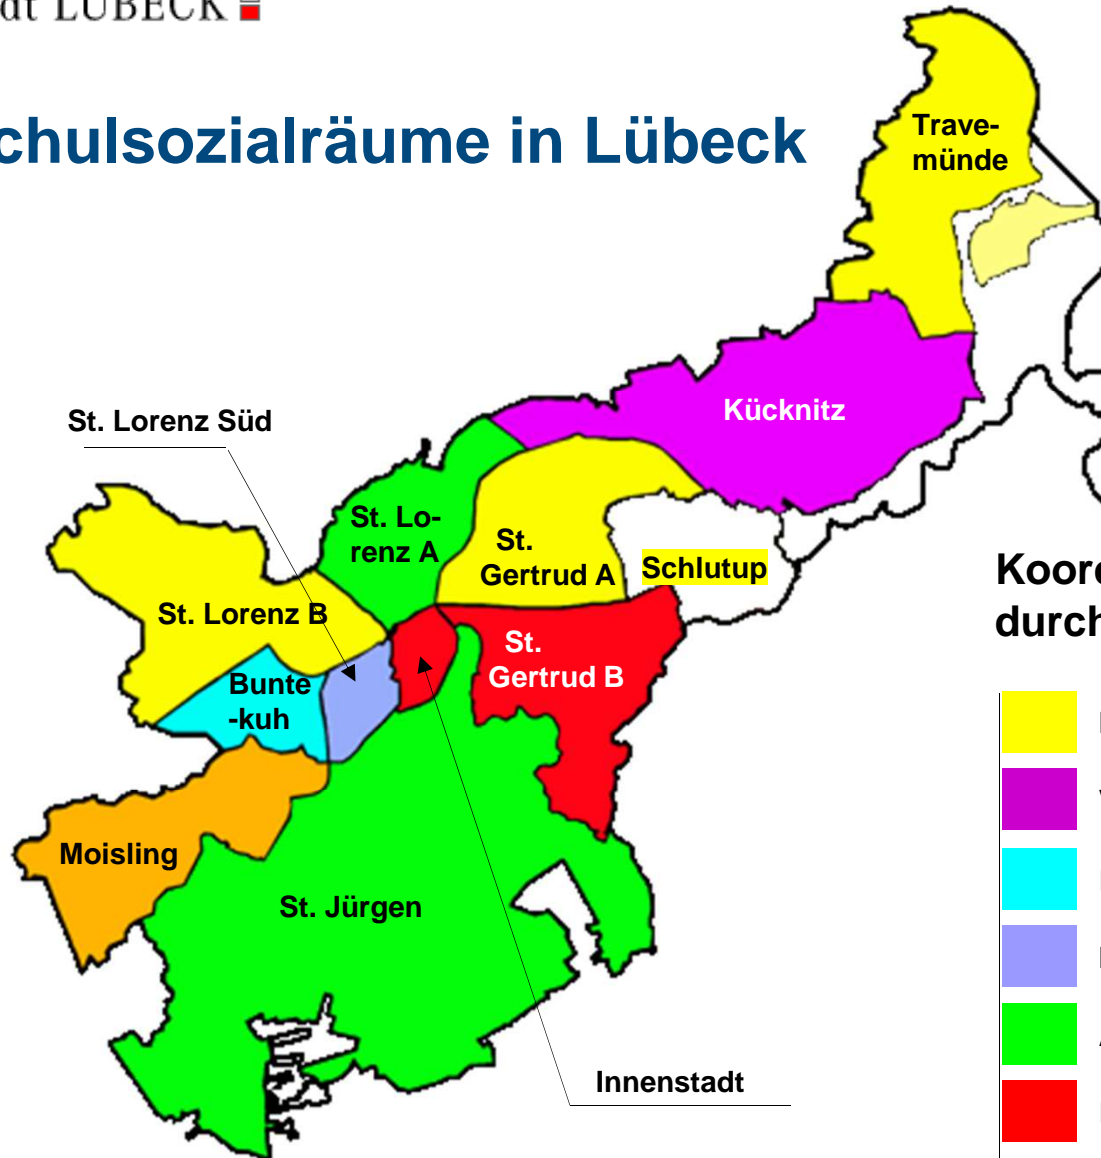 dt LÜBECK
chulsozialräume in Lübeck
Trave-
münde
Kücknitz
St. Lorenz Süd
St. Lo-
renz A
St.
Gertrud A
Schlutup
St. Lorenz B
St.
Gertrud B
Bunte
-kuh
Moisling
St. Jürgen
Innenstadt
Koord
durch